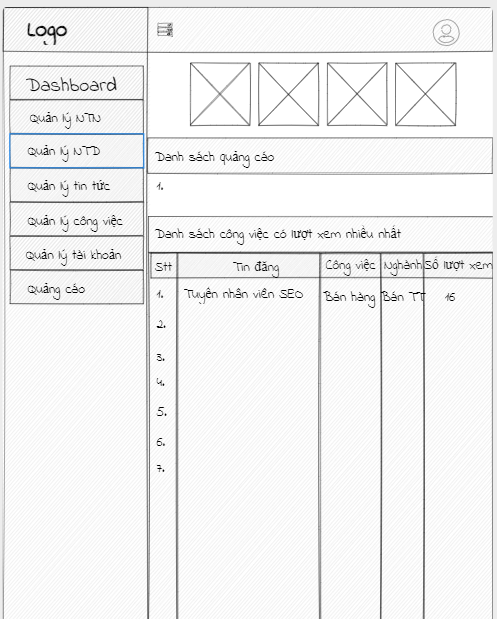 Logo
Dashboard
Quản lý NTN
Quản lý NTD
Quản lý tin tức
Quản lý công việc
Quản lý tài khoản
Quảng cáo
Danh sách quảng cáo
1.
Danh sách công việc có lượt xem nhiều nhất
Stt Tin đăng Công việc Nghành Số lượt xem
1. Tuyên nhân viên SEO Bán hàng Bán TT 16
2.
3.
4.
5.
6.
7.